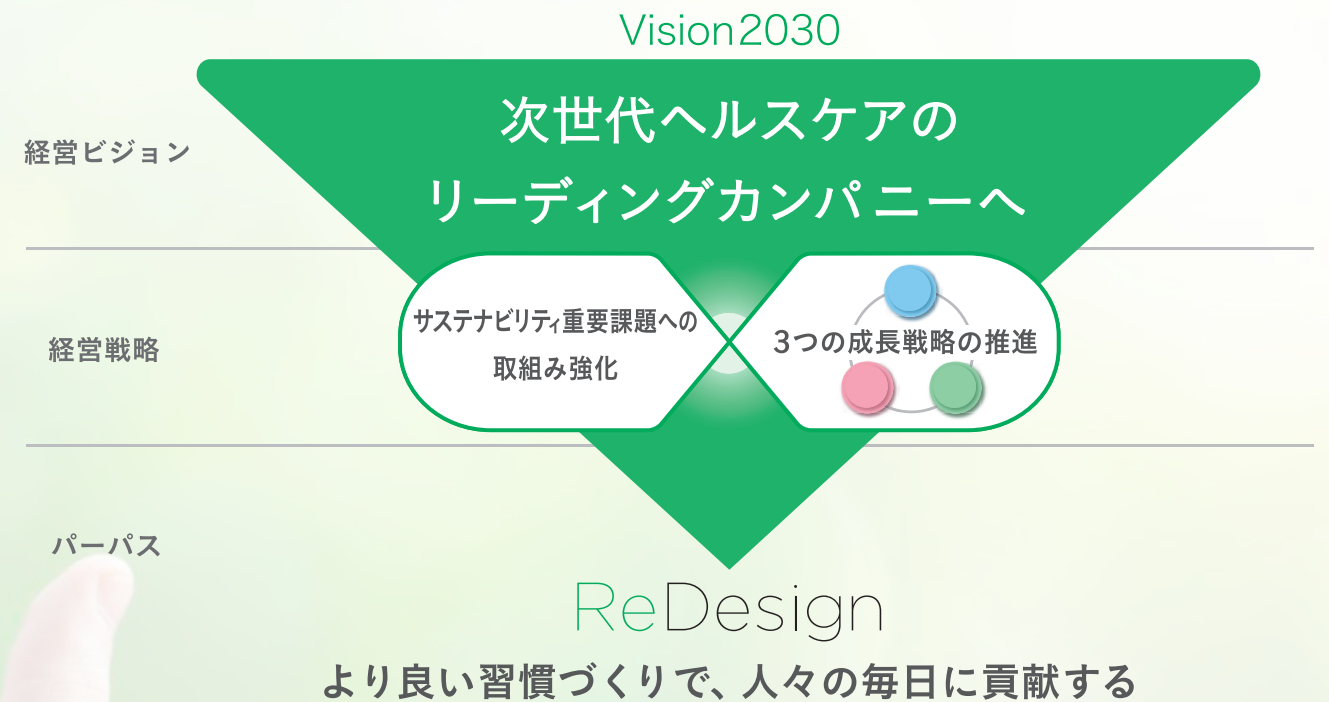 Vision2030
経営ビジョン
次世代ヘルスケアの
リーディングカンパニーへ
経営戦略
サステナビリティ重要課題への
取組み強化
3つの成長戦略の推進
パーパス
ReDesign
より良い習慣づくりで、人々の毎日に貢献する